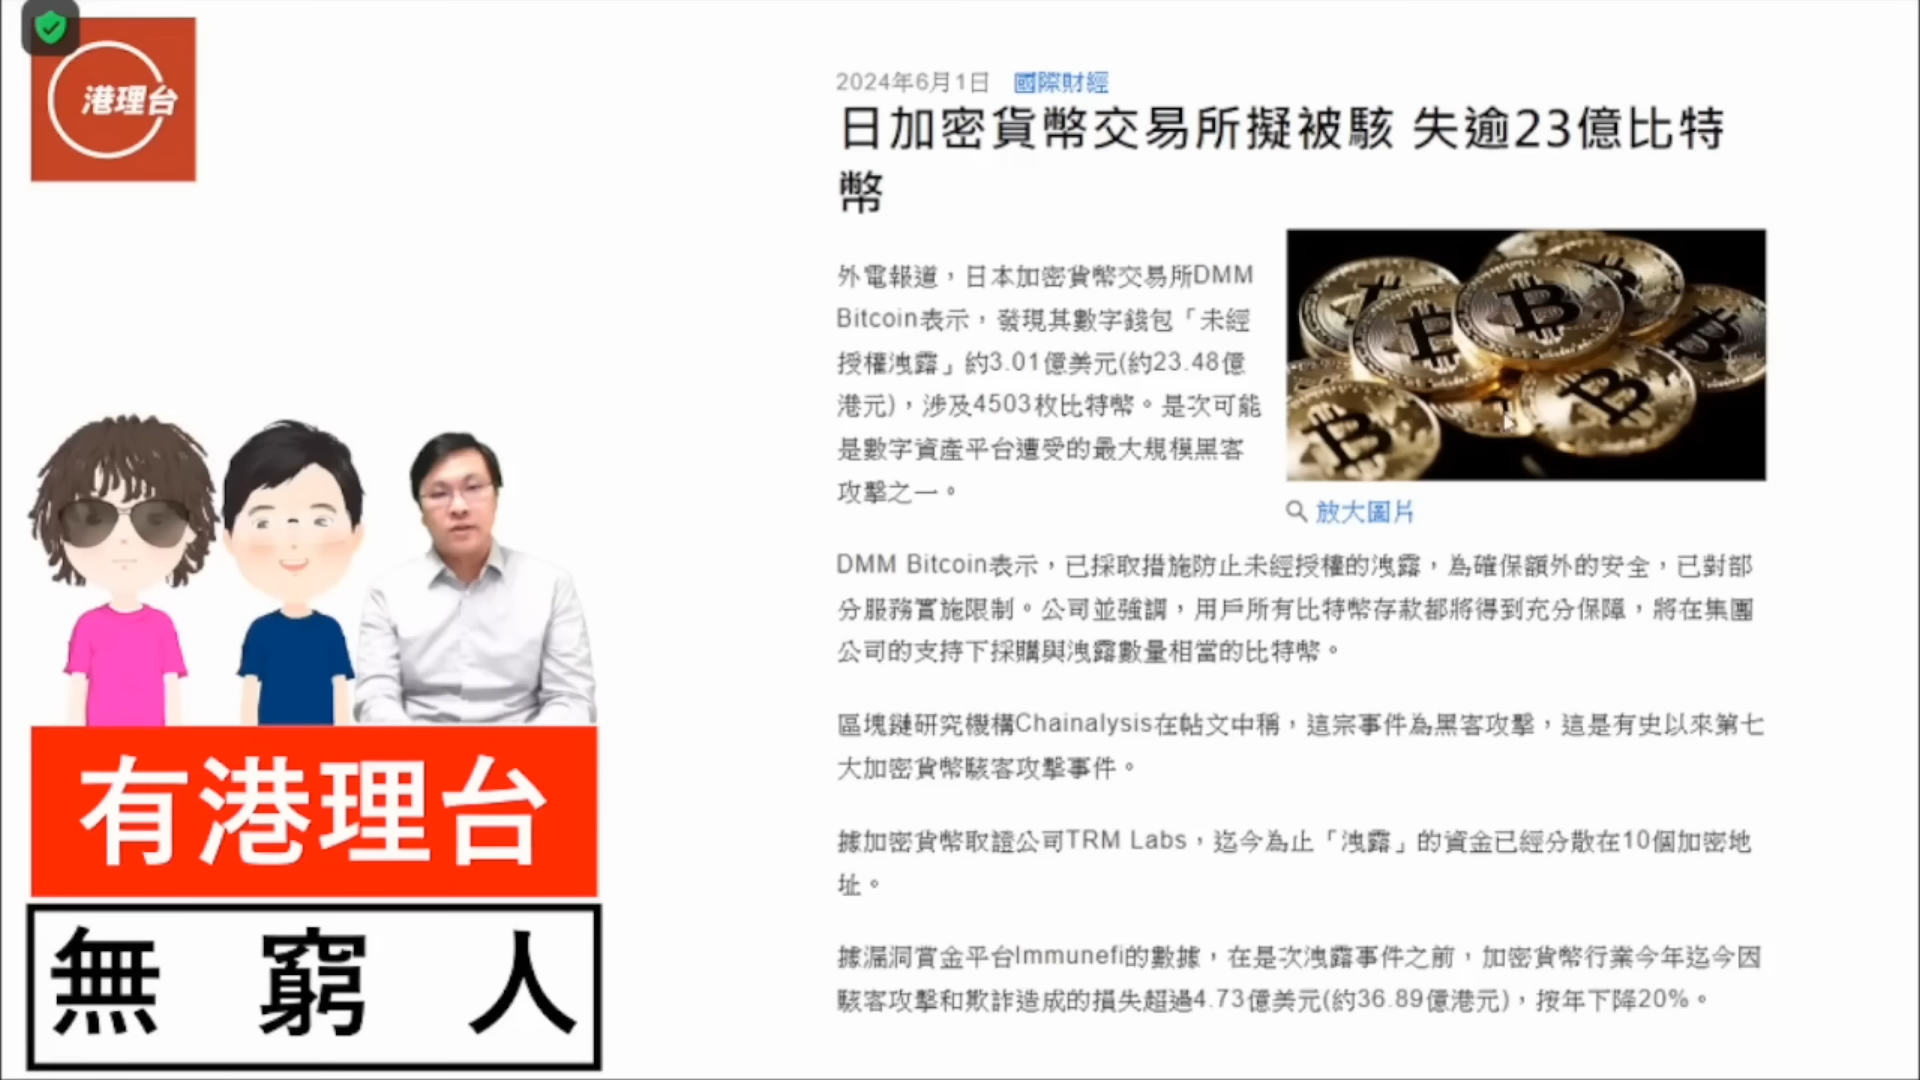 港理台
2024年6月1日 國際財經
日加密貨幣交易所擬被駭 失逾23億比特
幣
外電報道，日本加密貨幣交易所DMM
Bitcoin表示，發現其數字錢包「未經
授權洩露」約3.01億美元(約23.48億
港元)，涉及4503枚比特幣。是次可能
是數字資產平台遭受的最大規模黑客
攻擊之一。
放大圖片
DMM Bitcoin表示，已採取措施防止未經授權的洩露，為確保額外的安全，已對部
分服務實施限制。公司並強調，用戶所有比特幣存款都將得到充分保障，將在集團
公司的支持下採購與洩露數量相當的比特幣。
區塊鏈研究機構Chainalysis在帖文中稱，這宗事件為黑客攻擊，這是有史以來第七
大加密貨幣駭客攻擊事件。
據加密貨幣取證公司TRM Labs，迄今為止「洩露」的資金已經分散在10個加密地
址。
據漏洞賞金平台Immunefi的數據，在是次洩露事件之前，加密貨幣行業今年迄今因
駭客攻擊和欺詐造成的損失超過4.73億美元(約36.89億港元)，按年下降20%。
有港理台
無窮人